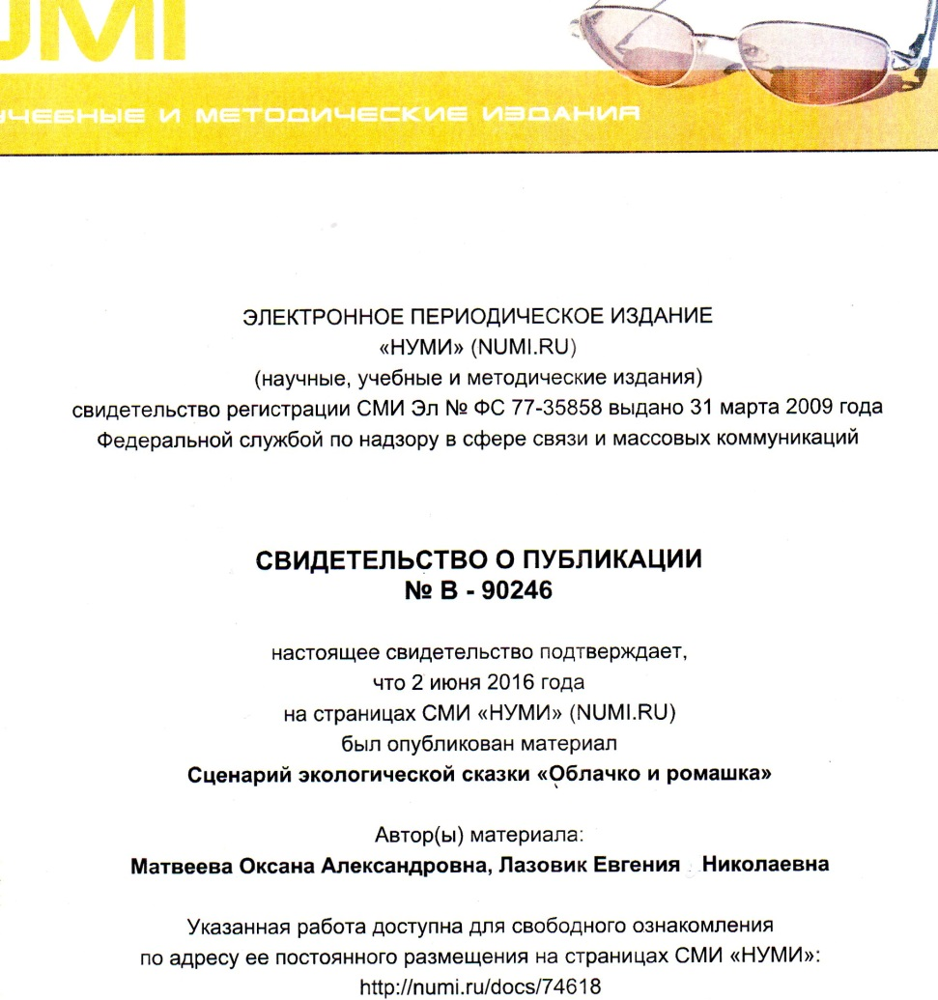 UMI
УЧЕБНЫЕ И МЕТОДИЧЕСКИЕ ИЗДАНИЯ
ЭЛЕКТРОННОЕ ПЕРИОДИЧЕСКОЕ ИЗДАНИЕ
«НУМИ» (NUMI.RU)
(научные, учебные и методические издания)
свидетельство регистрации СМИ Эл № ФС 77-35858 выдано 31 марта 2009 года
Федеральной службой по надзору в сфере связи и массовых коммуникаций
СВИДЕТЕЛЬСТВО О ПУБЛИКАЦИИ
№ В - 90246
настоящее свидетельство подтверждает,
что 2 июня 2016 года
на страницах СМИ «НУМИ» (NUMI.RU)
был опубликован материал
Сценарий экологической сказки «Облачко и ромашка»
Автор(ы) материала:
Матвеева Оксана Александровна, Лазовик Евгения Николаевна
Указанная работа доступна для свободного ознакомления
по адресу ее постоянного размещения на страницах СМИ «НУМИ»:
http://numi.ru/docs/74618